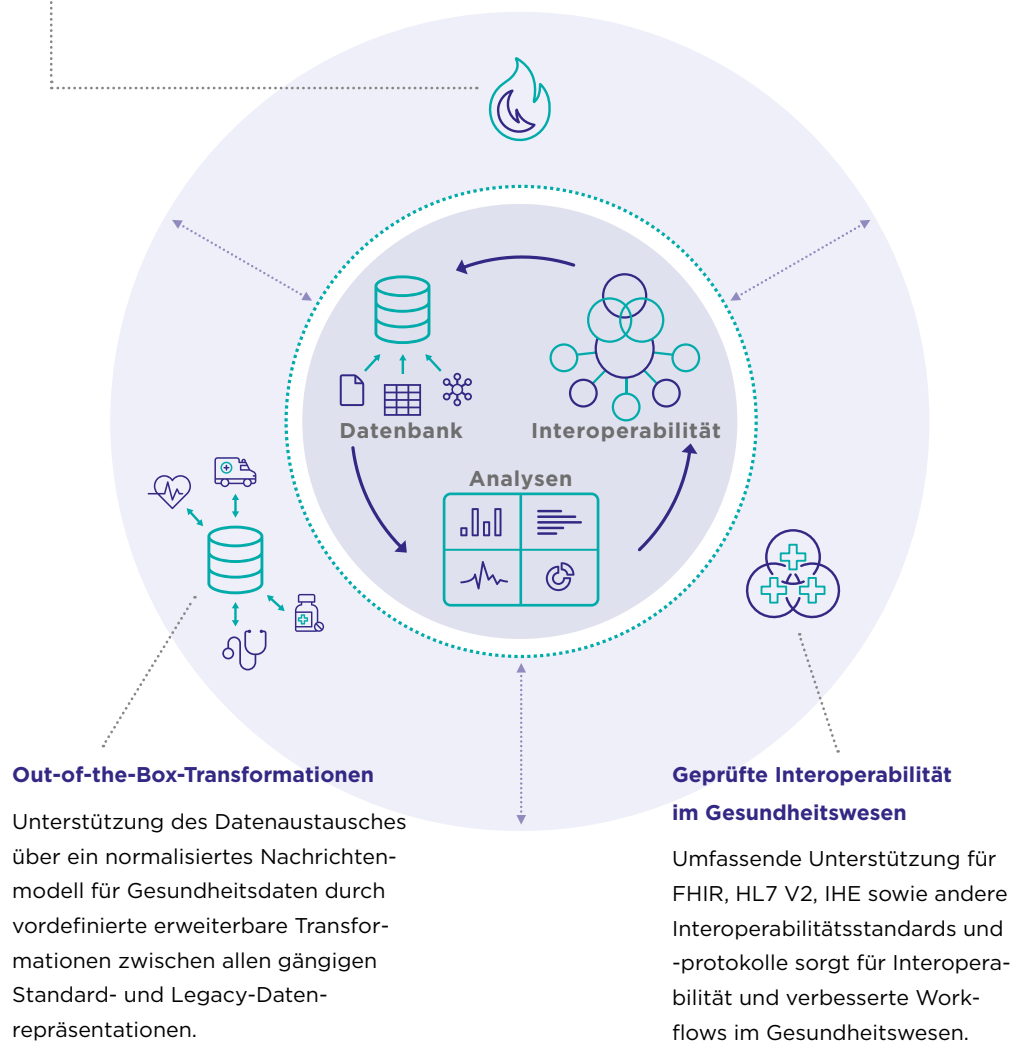 Datenbank
Interoperabilität
Analysen
Out-of-the-Box-Transformationen
Unterstützung des Datenaustausches
über ein normalisiertes Nachrichten-
modell für Gesundheitsdaten durch
vordefinierte erweiterbare Transfor-
mationen zwischen allen gängigen
Standard- und Legacy-Daten-
repräsentationen.
Geprüfte Interoperabilität
im Gesundheitswesen
Umfassende Unterstützung für
FHIR, HL7 V2, IHE sowie andere
Interoperabilitätsstandards und
-protokolle sorgt für Interopera-
bilität und verbesserte Work-
flows im Gesundheitswesen.